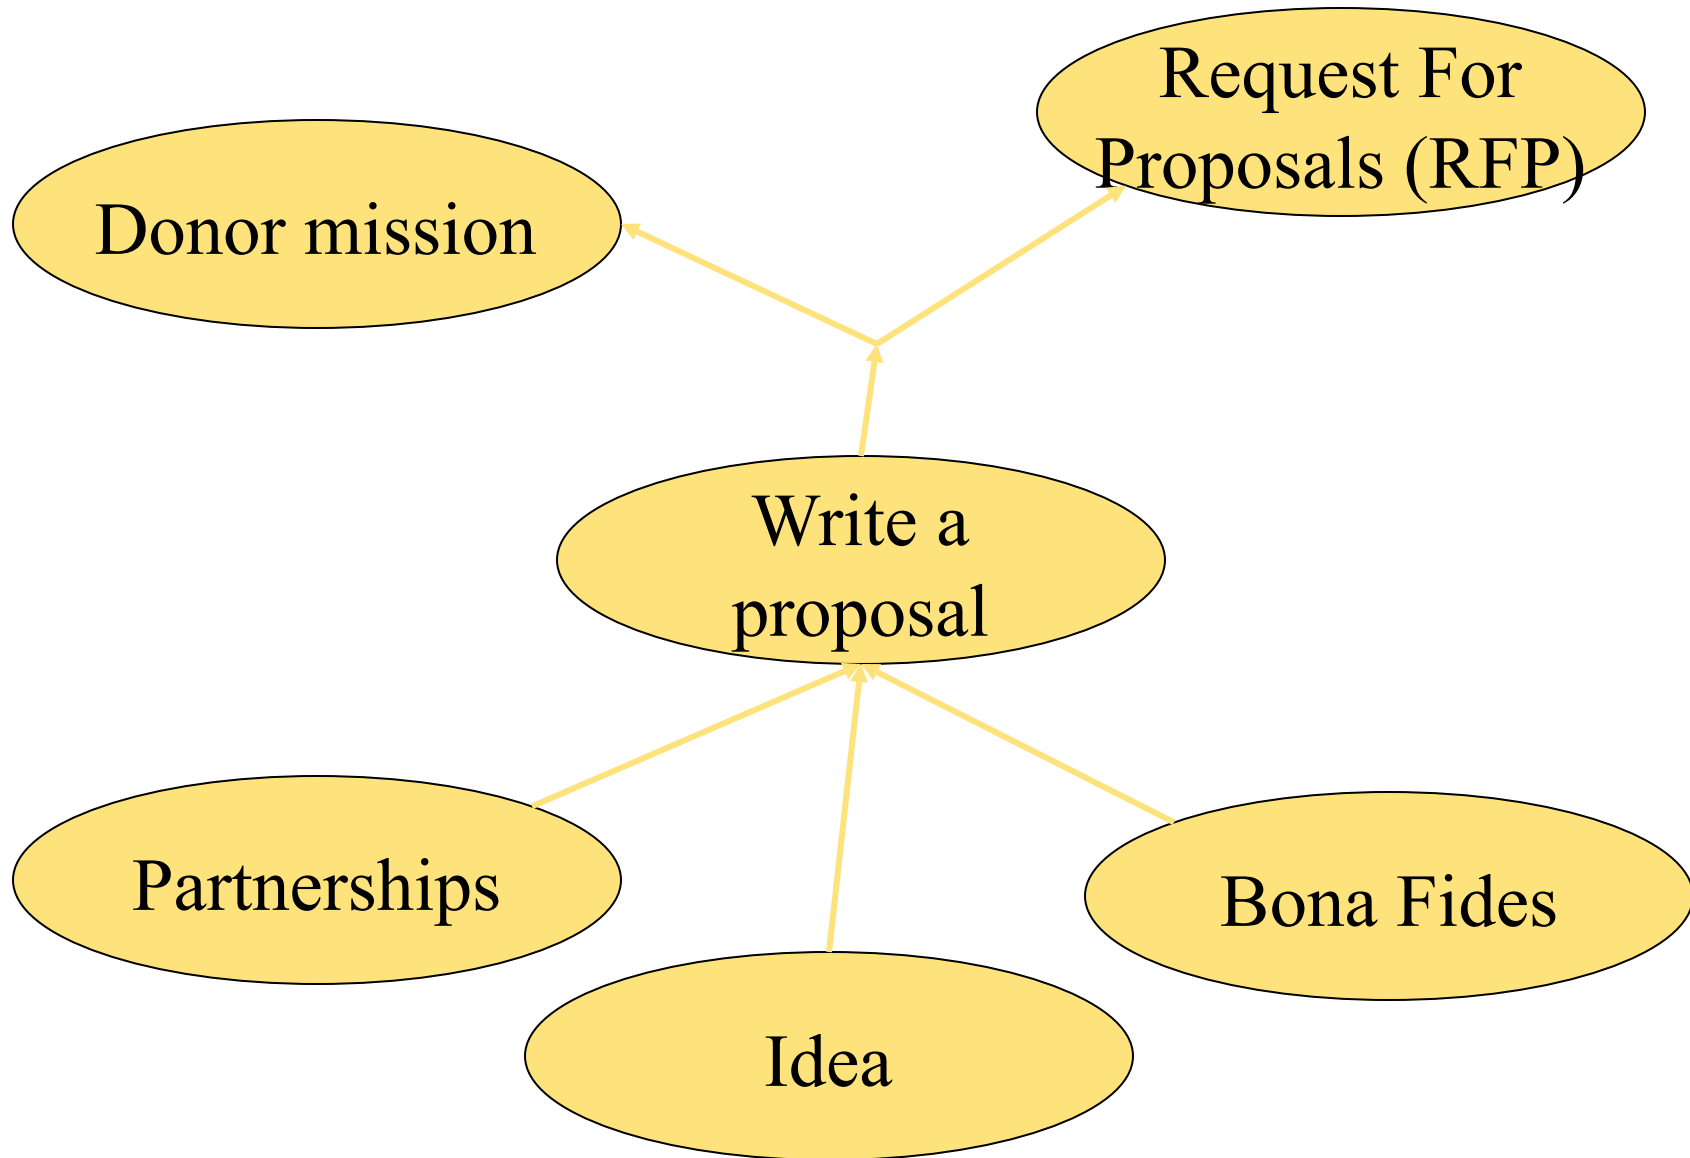 Request For
Proposals (RFP)
Donor mission
Write a
proposal
Partnerships
Bona Fides
Idea